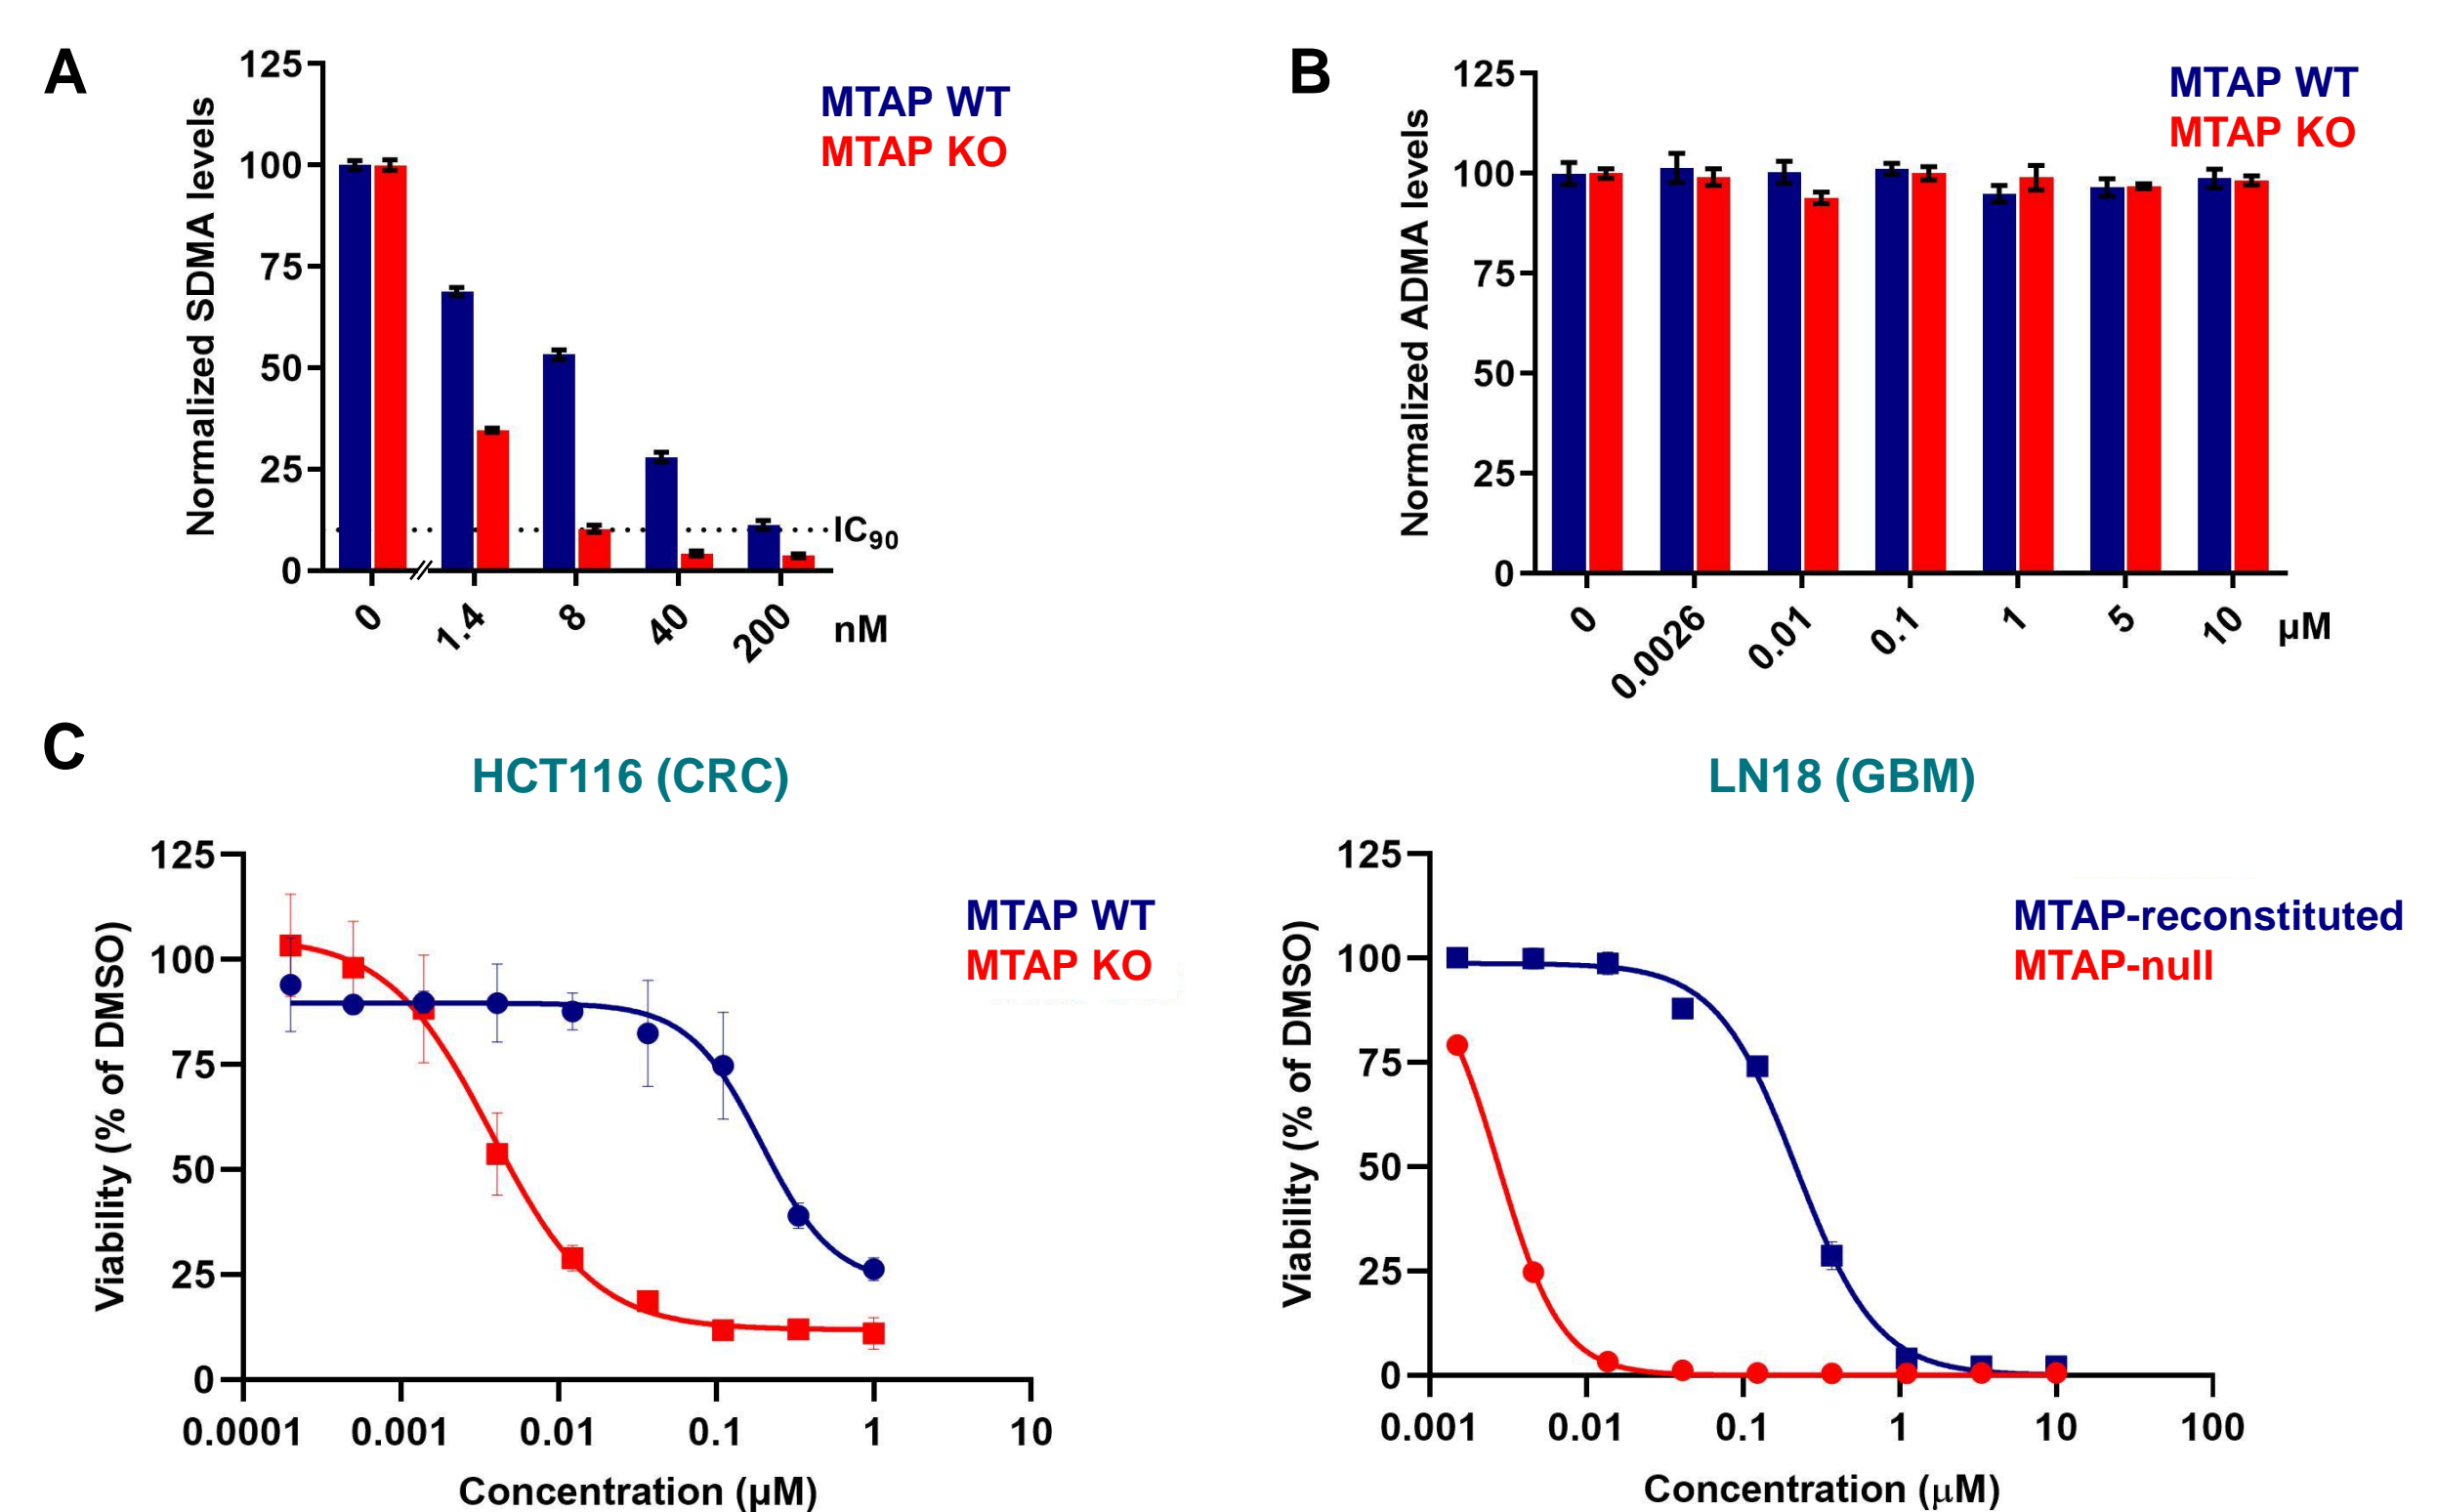 A
Normalized SDMA levels
125
100
75
50
25
0
MTAP WT
MTAP KO
IC90
0
1.4
8
40
200
nM
B
Normalized ADMA levels
125
100
75
50
25
0
MTAP WT
MTAP KO
0
0.0026
0.01
0.1
1
5
10
µM
C
HCT116 (CRC)
Viability (% of DMSO)
125
100
75
50
25
0
MTAP WT
MTAP KO
0.0001
0.001
0.01
0.1
1
10
Concentration (µM)
LN18 (GBM)
Viability (% of DMSO)
125
100
75
50
25
0
MTAP-reconstituted
MTAP-null
0.001
0.01
0.1
1
10
100
Concentration (µM)